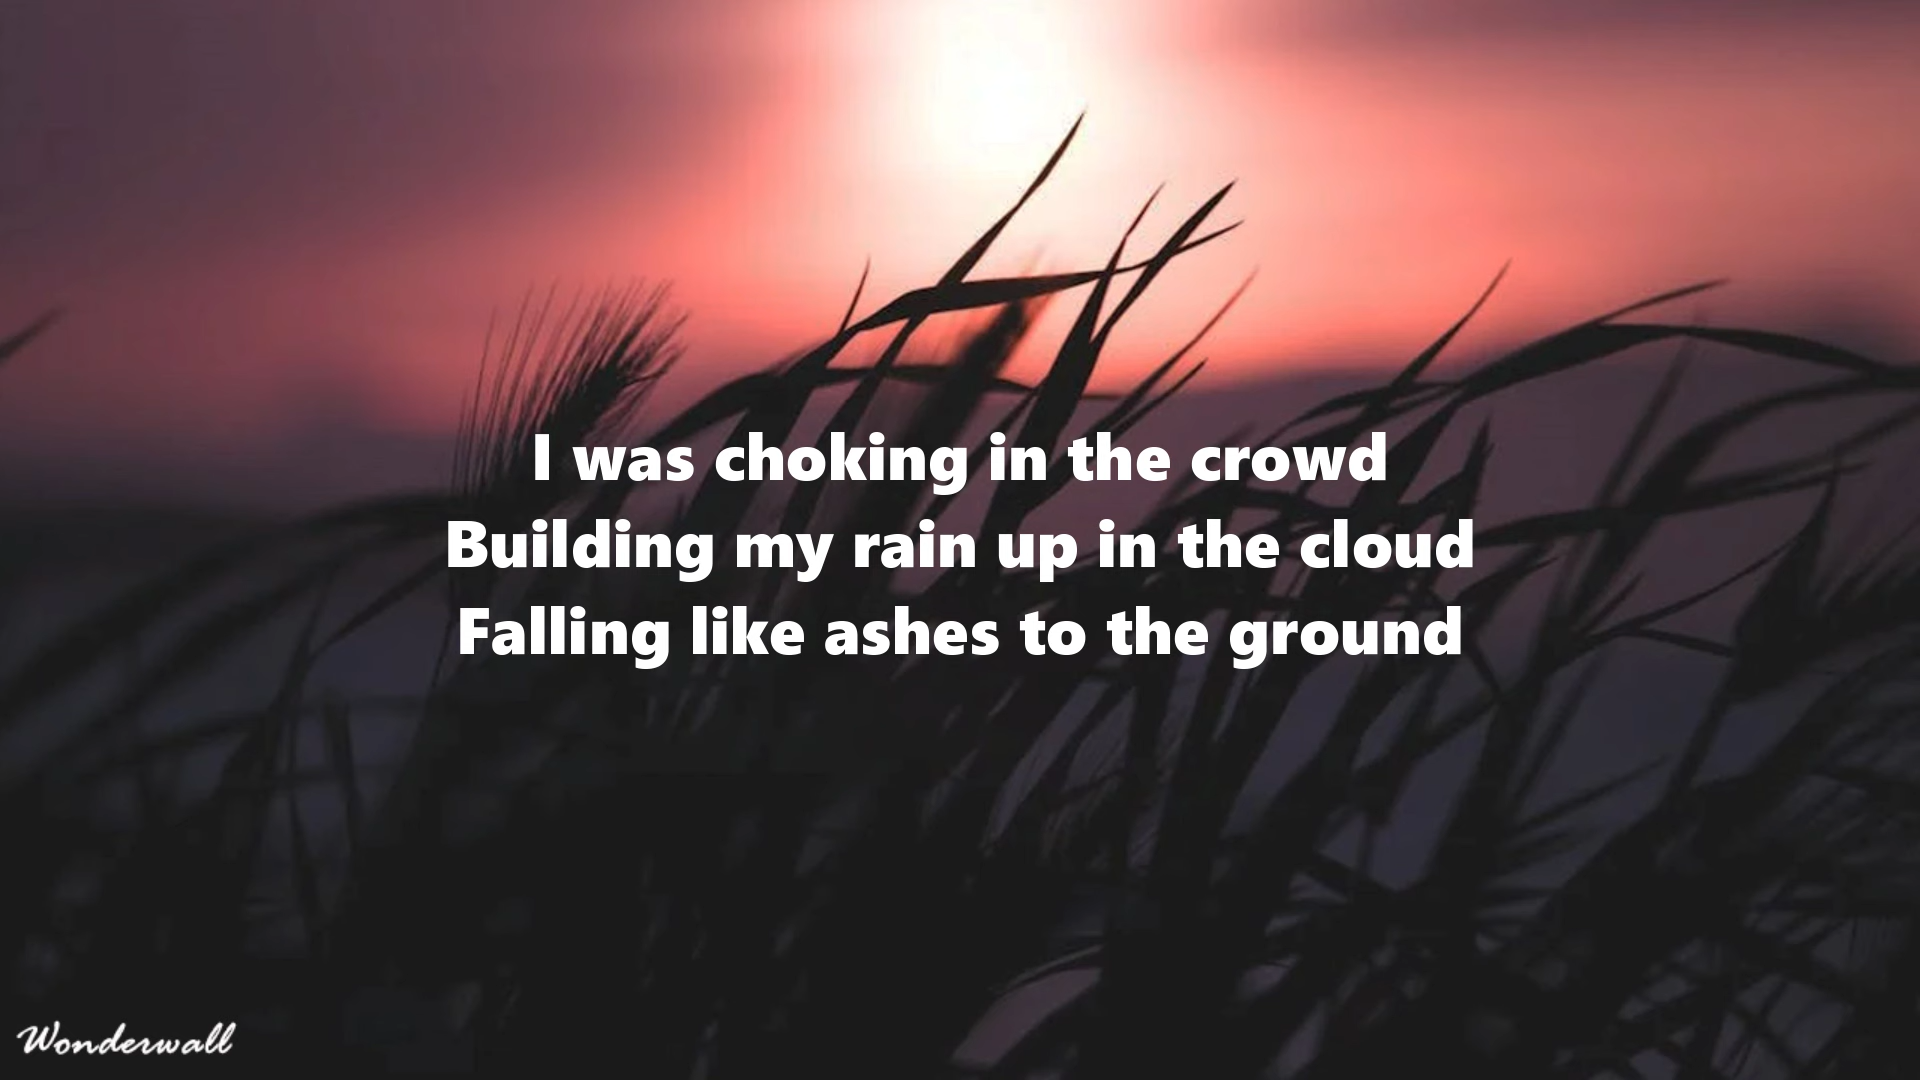 I was choking in the crowd
Building my rain up in the cloud
Falling like ashes to the ground
Wonderwall